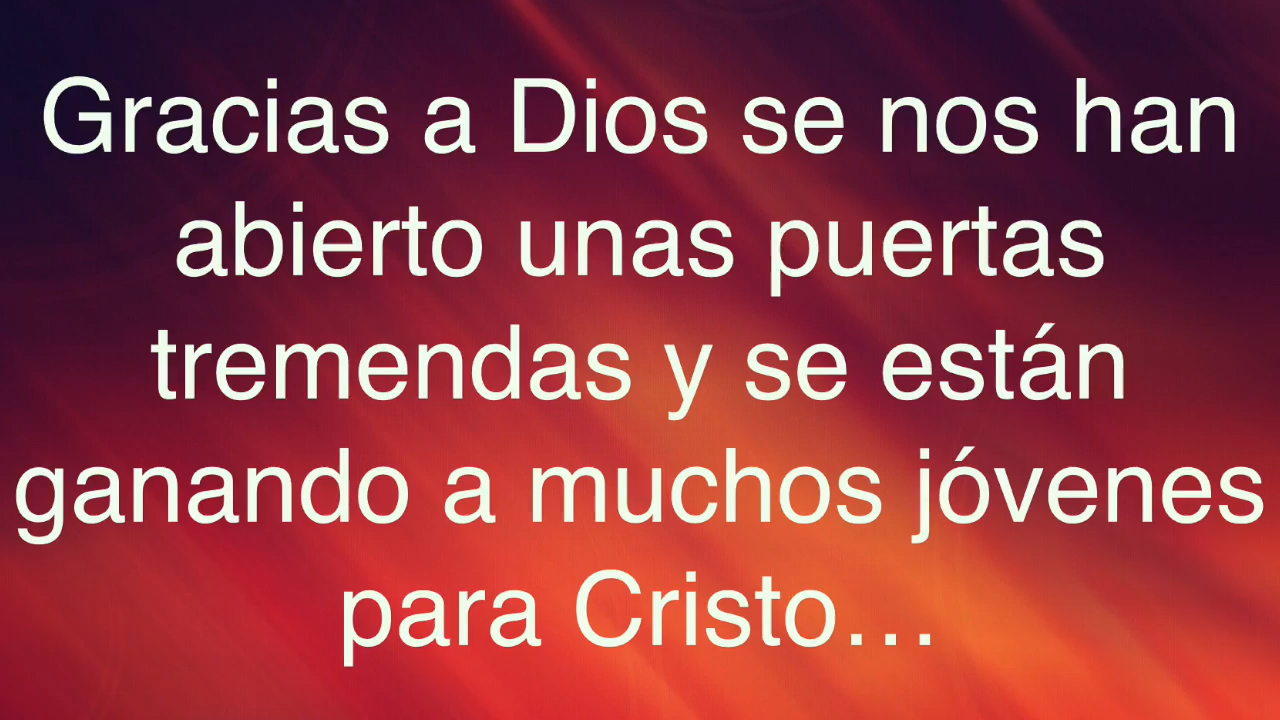 Gracias a Dios se nos han
abierto unas puertas
tremendas y se están
ganando a muchos jóvenes
para Cristo…